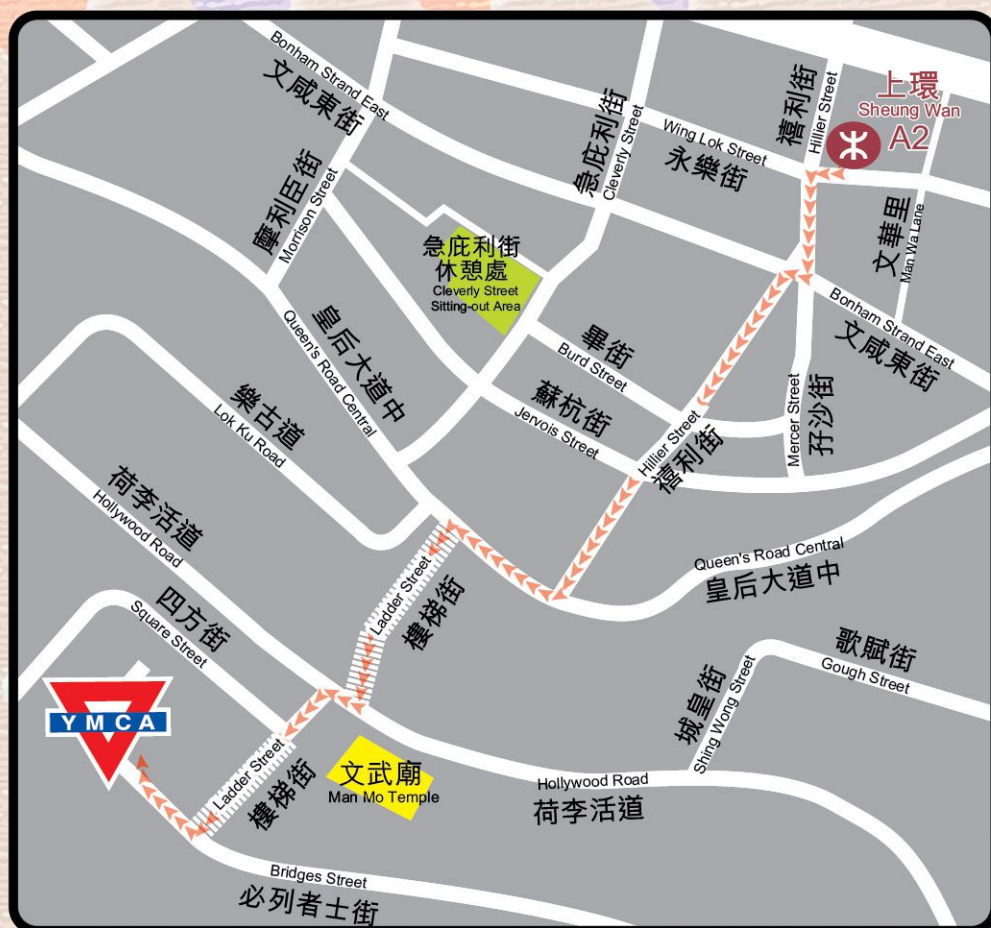 Bonham Strand East
文咸東街
急庇利街
Cleverly Street
禧利街
Hillier Street
上環
Sheung Wan
A2
Wing Lok Street
永樂街
摩利臣街
Morrison Street
文華里
Man Wa Lane
急庇利街
休憩處
Cleverly Street
Sitting-out Area
Bonham Strand East
文咸東街
皇后大道中
Queen's Road Central
畢街
Burd Street
蘇杭街
Jervois Street
Mercer Street
孖沙街
樂古道
Lok Ku Road
Hillier Street
禧利街
荷李活道
Hollywood Road
Queen's Road Central
皇后大道中
四方街
Square Street
Ladder Street
樓梯街
歌賦街
Gough Street
城皇街
Shing Wong Street
YMCA
Ladder Street
樓梯街
文武廟
Man Mo Temple
Hollywood Road
荷李活道
Bridges Street
必列者士街